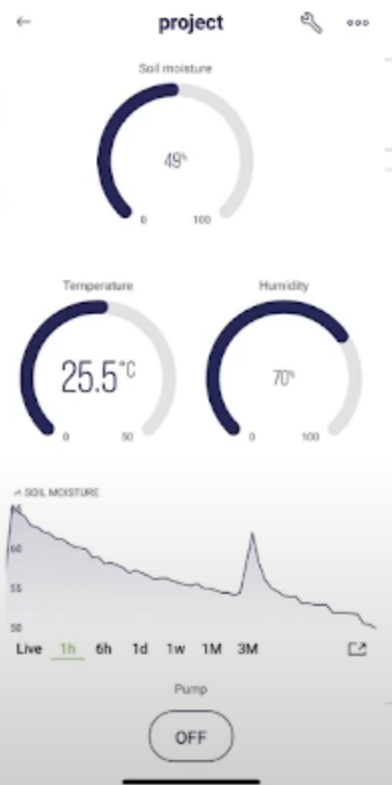 project
Soil moisture
49%
0 100
Temperature Humidity
25.5°C 70%
0 50 0 100
SOIL MOISTURE
65
60
55
50
Live 1h 6h 1d 1w 1M 3M
Pump
OFF